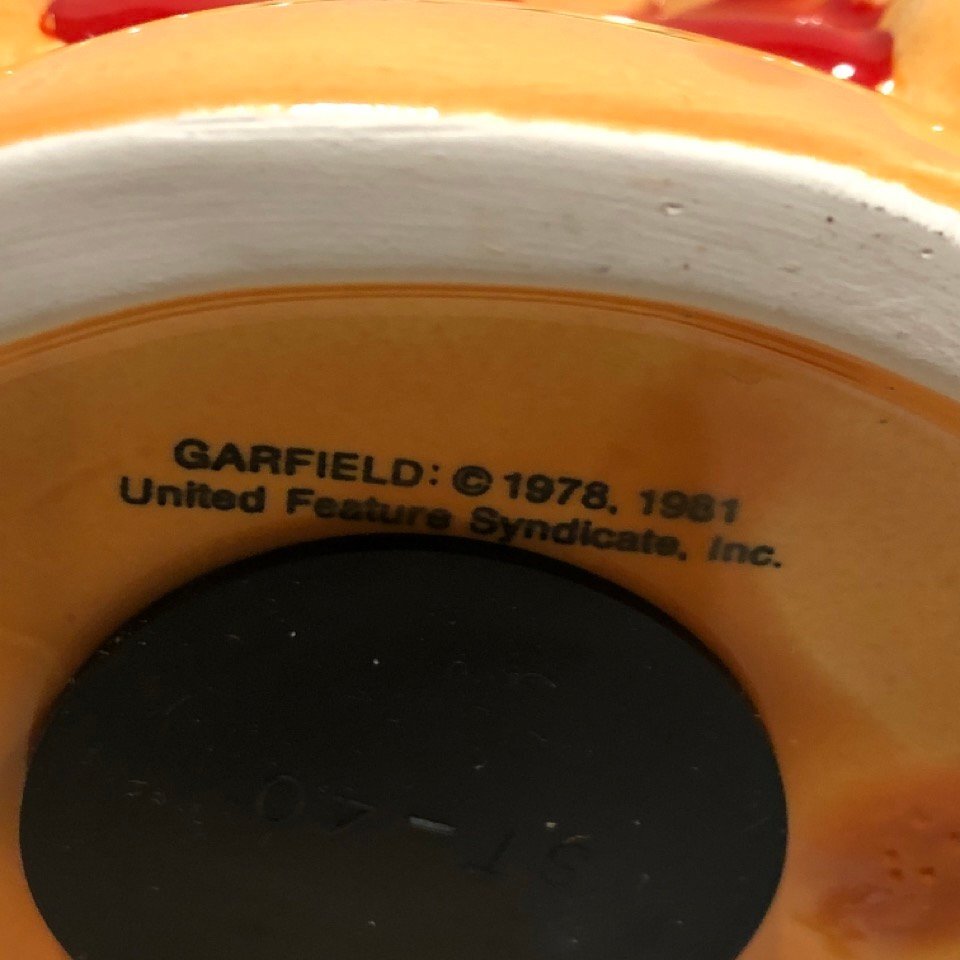 GARFIELD: © 1978, 1981
United Feature Syndicate, Inc.